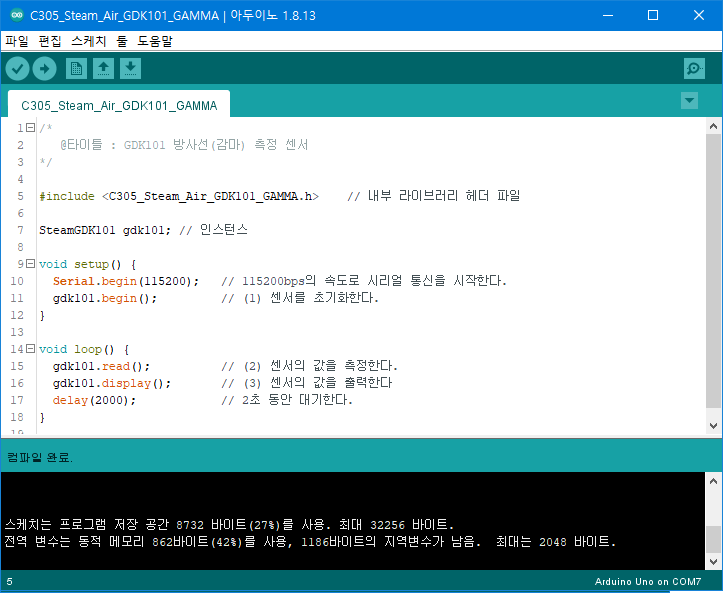 C305_Steam_Air_GDK101_GAMMA | 아두이노 1.8.13
파일 편집 스케치 툴 도움말
C305_Steam_Air_GDK101_GAMMA
1 /*
2 @타이틀 : GDK101 방사선(감마) 측정 센서
3 */
4
5 #include <C305_Steam_Air_GDK101_GAMMA.h> // 내부 라이브러리 헤더 파일
6
7 SteamGDK101 gdk101; // 인스턴스
8
9 void setup() {
10 Serial.begin(115200); // 115200bps의 속도로 시리얼 통신을 시작한다.
11 gdk101.begin(); // (1) 센서를 초기화한다.
12 }
13
14 void loop() {
15 gdk101.read(); // (2) 센서의 값을 측정한다.
16 gdk101.display(); // (3) 센서의 값을 출력한다
17 delay(2000); // 2초 동안 대기한다.
18 }
19
컴파일 완료.
스케치는 프로그램 저장 공간 8732 바이트(27%)를 사용. 최대 32256 바이트.
전역 변수는 동적 메모리 862바이트(42%)를 사용, 1186바이트의 지역변수가 남음. 최대는 2048 바이트.
5 Arduino Uno on COM7